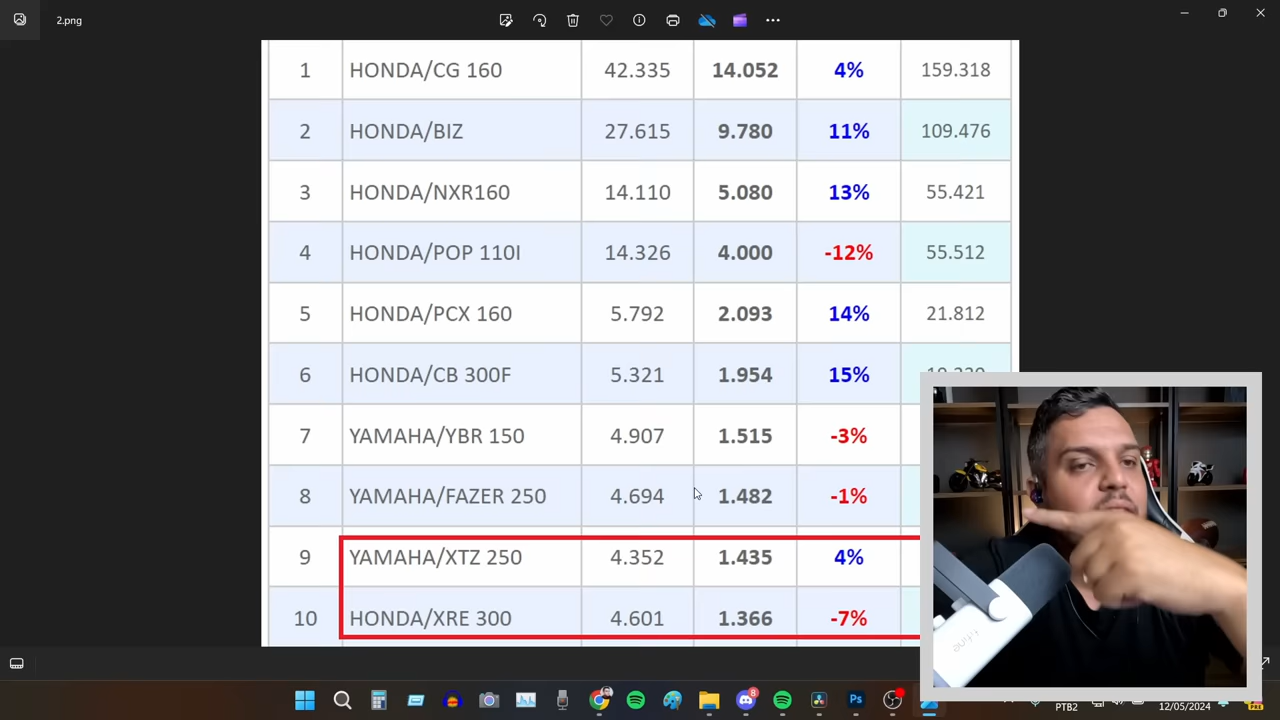 2.png
1 HONDA/CG 160 42.335 14.052 4% 159.318
2 HONDA/BIZ 27.615 9.780 11% 109.476
3 HONDA/NXR160 14.110 5.080 13% 55.421
4 HONDA/POP 110I 14.326 4.000 -12% 55.512
5 HONDA/PCX 160 5.792 2.093 14% 21.812
6 HONDA/CB 300F 5.321 1.954 15%
7 YAMAHA/YBR 150 4.907 1.515 -3%
8 YAMAHA/FAZER 250 4.694 1.482 -1%
9 YAMAHA/XTZ 250 4.352 1.435 4%
10 HONDA/XRE 300 4.601 1.366 -7%
8
Ps
PTB2
12/05/2024
PRE